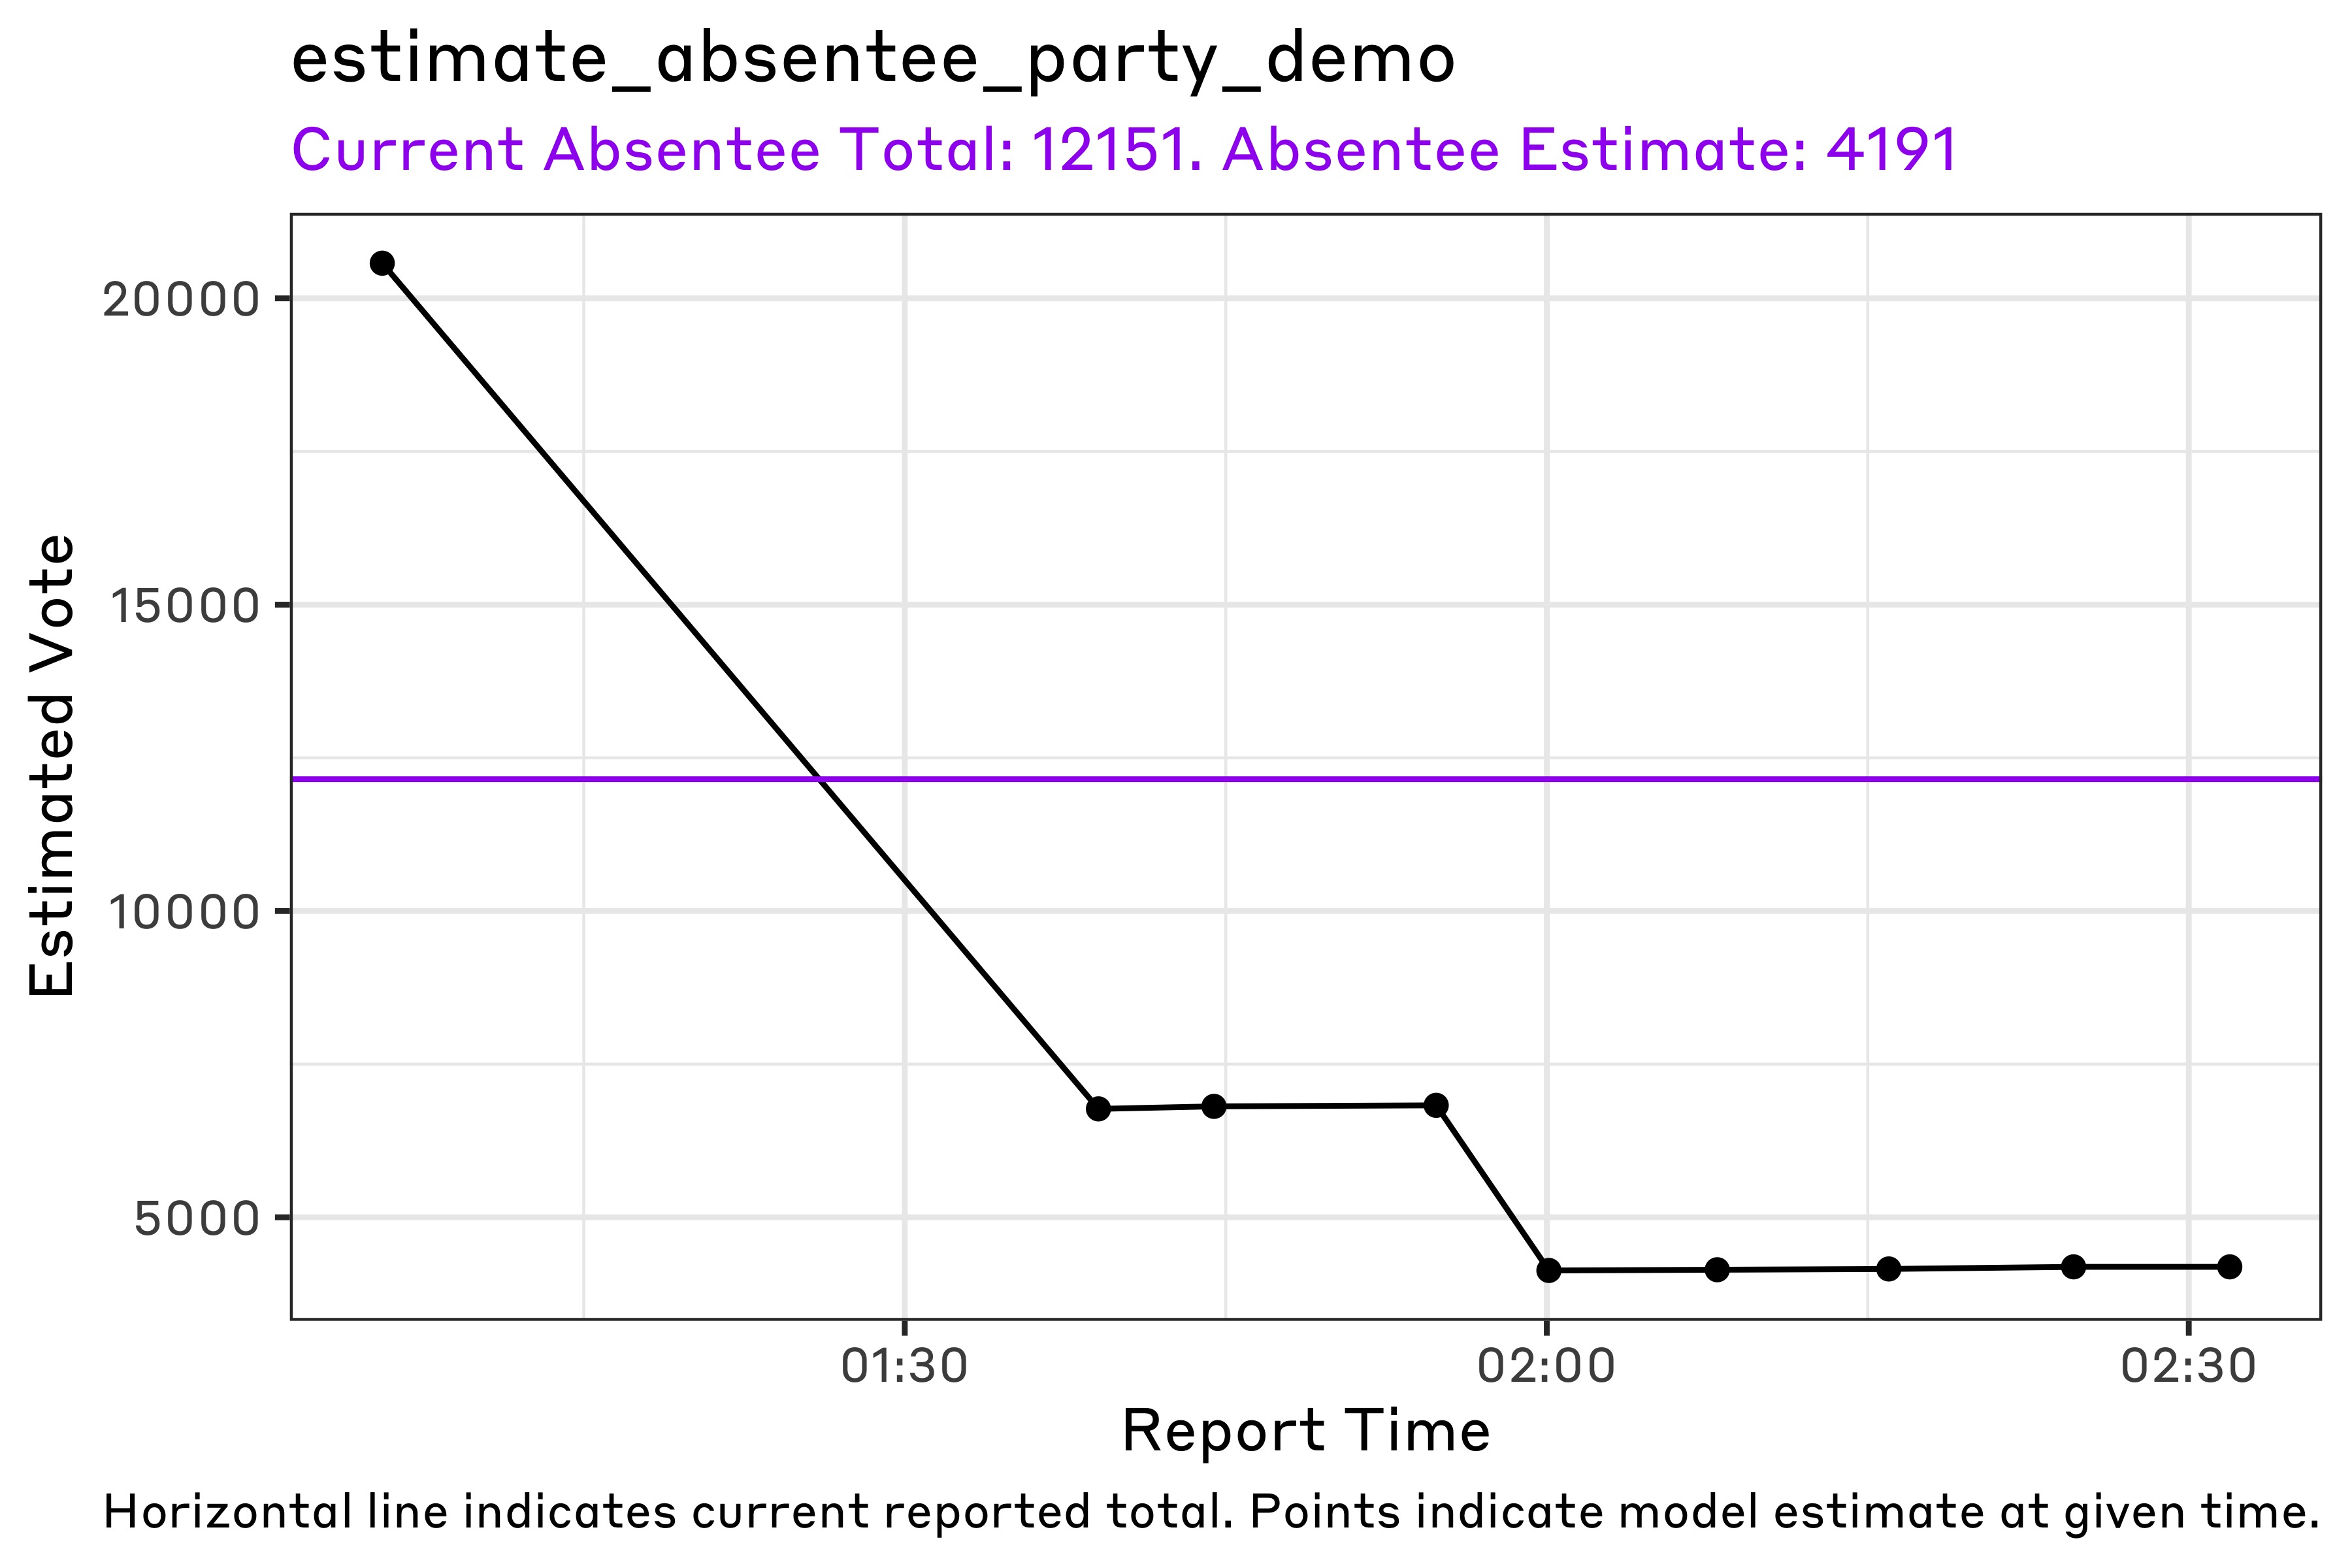 estimate_absentee_party_demo
Current Absentee Total: 12151. Absentee Estimate: 4191
Estimated Vote
20000
15000
10000
5000
01:30 02:00 02:30
Report Time
Horizontal line indicates current reported total. Points indicate model estimate at given time.